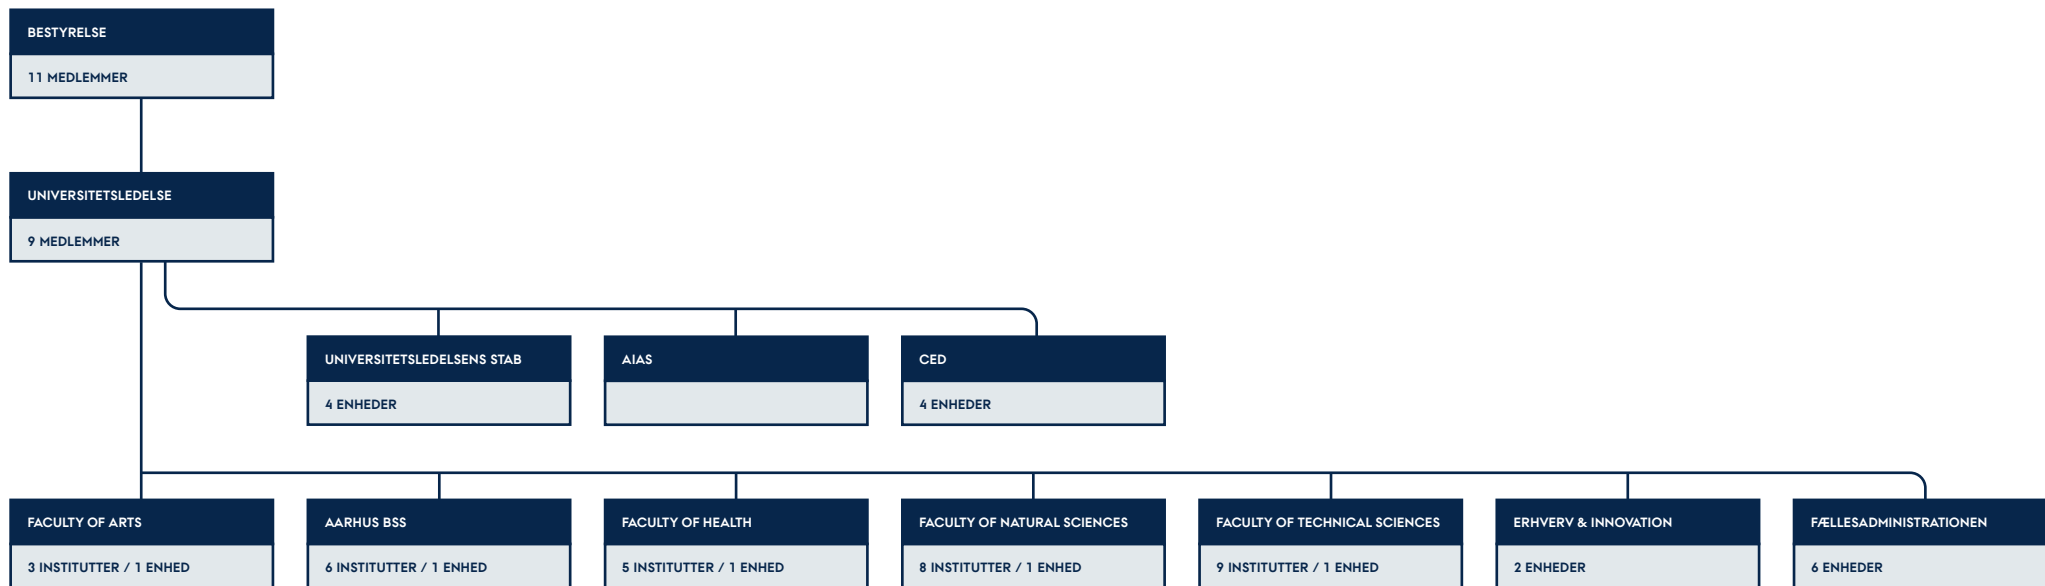 BESTYRELSE
11 MEDLEMMER
UNIVERSITETSLEDELSE
9 MEDLEMMER
UNIVERSITETSLEDELSENS STAB
4 ENHEDER
AIAS
CED
4 ENHEDER
FACULTY OF ARTS
3 INSTITUTTER / 1 ENHED
AARHUS BSS
6 INSTITUTTER / 1 ENHED
FACULTY OF HEALTH
5 INSTITUTTER / 1 ENHED
FACULTY OF NATURAL SCIENCES
8 INSTITUTTER / 1 ENHED
FACULTY OF TECHNICAL SCIENCES
9 INSTITUTTER / 1 ENHED
ERHVERV & INNOVATION
2 ENHEDER
FÆLLESADMINISTRATIONEN
6 ENHEDER